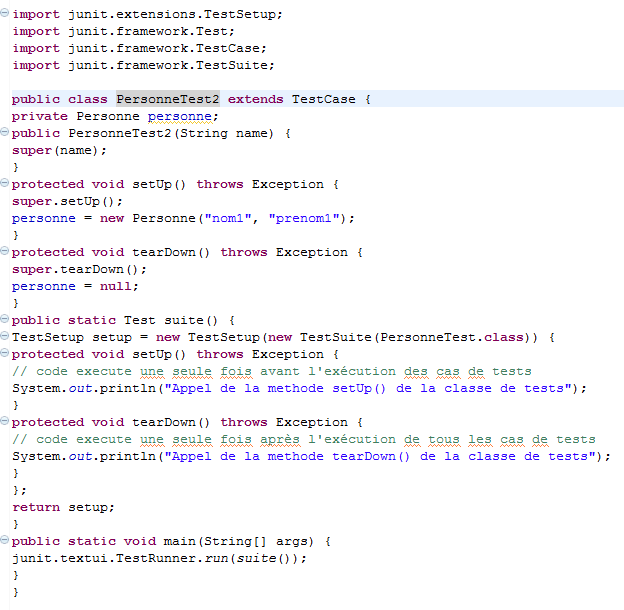 import junit.extensions.TestSetup;
import junit.framework.Test;
import junit.framework.TestCase;
import junit.framework.TestSuite;
public class PersonneTest2 extends TestCase {
private Personne personne;
public PersonneTest2(String name) {
super(name);
}
protected void setUp() throws Exception {
super.setUp();
personne = new Personne("nom1", "prenom1");
}
protected void tearDown() throws Exception {
super.tearDown();
personne = null;
}
public static Test suite() {
TestSetup setup = new TestSetup(new TestSuite(PersonneTest.class)) {
protected void setUp() throws Exception {
// code execute une seule fois avant l'exécution des cas de tests
System.out.println("Appel de la methode setUp() de la classe de tests");
}
protected void tearDown() throws Exception {
// code execute une seule fois après l'exécution de tous les cas de tests
System.out.println("Appel de la methode tearDown() de la classe de tests");
}
};
return setup;
}
public static void main(String[] args) {
junit.textui.TestRunner.run(suite());
}
}